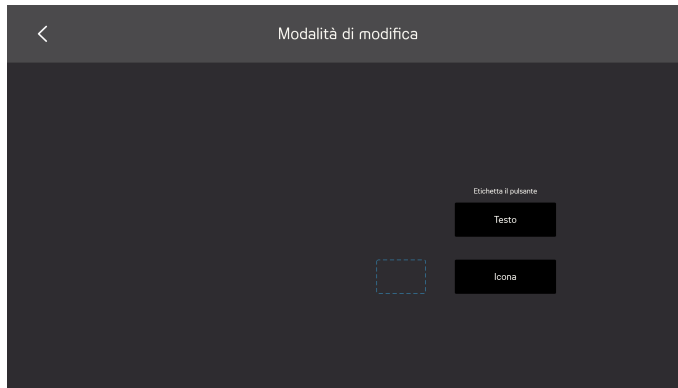 Modalità di modifica
Etichetta il pulsante
Testo
Icona